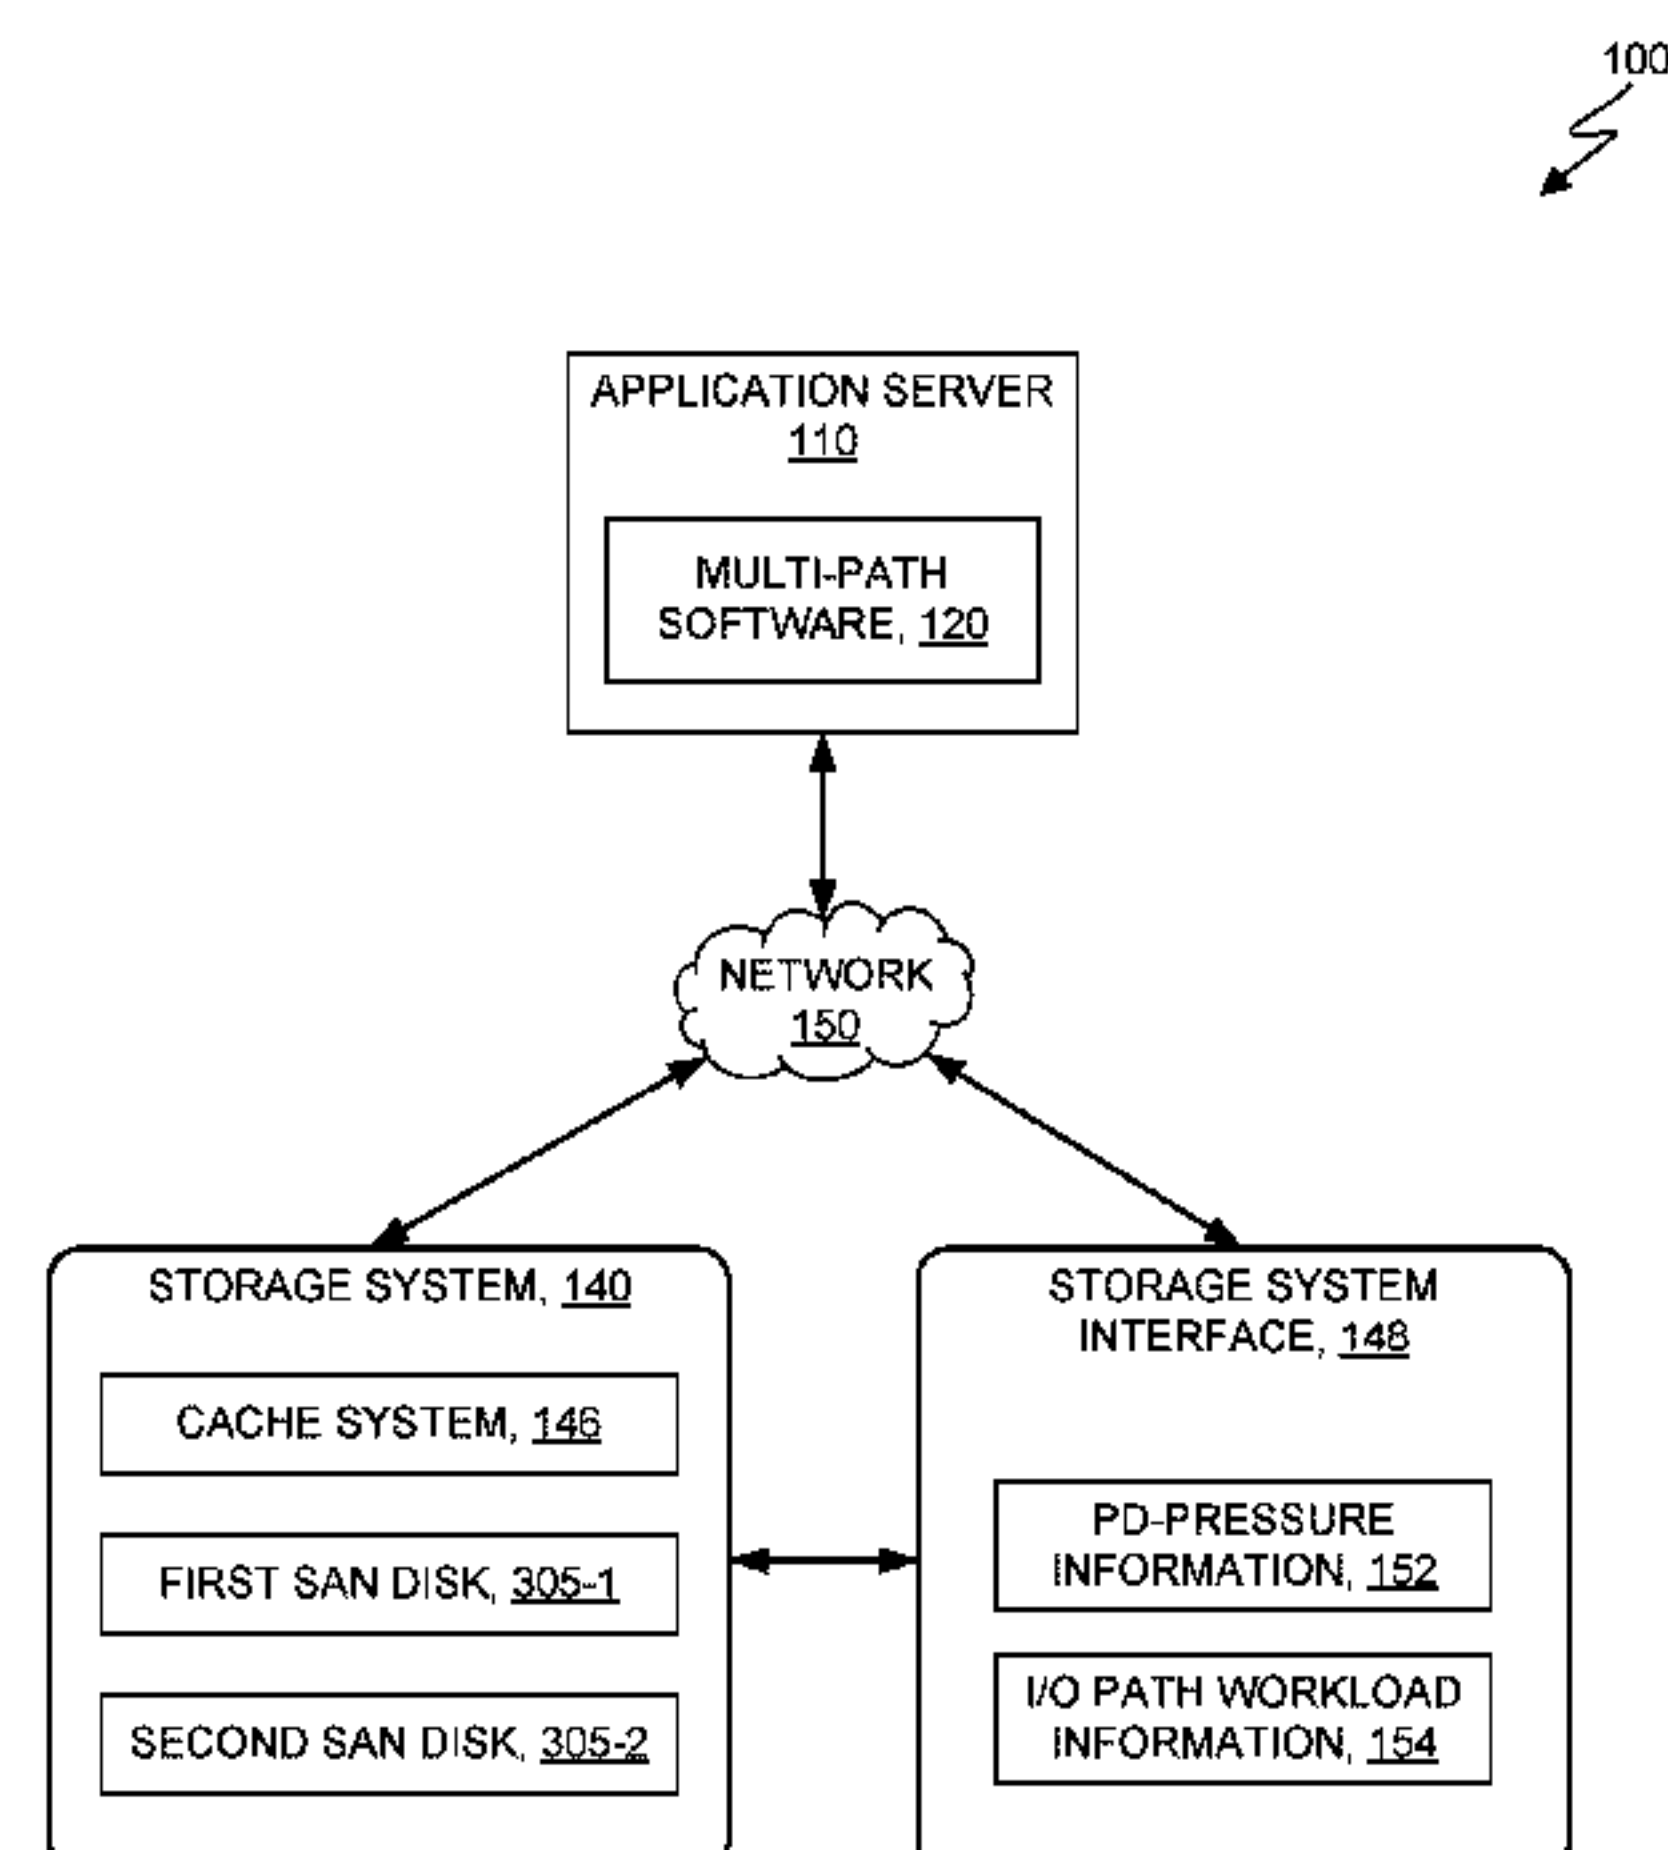 100
APPLICATION SERVER
110
MULTI-PATH
SOFTWARE, 120
NETWORK
150
STORAGE SYSTEM, 140
CACHE SYSTEM, 146
FIRST SAN DISK, 305-1
SECOND SAN DISK, 305-2
STORAGE SYSTEM
INTERFACE, 148
PD-PRESSURE
INFORMATION, 152
I/O PATH WORKLOAD
INFORMATION, 154